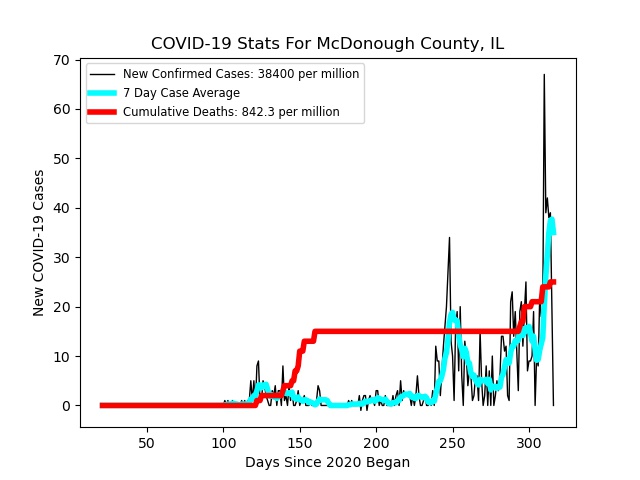 COVID-19 Stats For McDonough County, IL
New Confirmed Cases: 38400 per million
7 Day Case Average
Cumulative Deaths: 842.3 per million
New COVID-19 Cases
70
60
50
40
30
20
10
0
50 100 150 200 250 300
Days Since 2020 Began